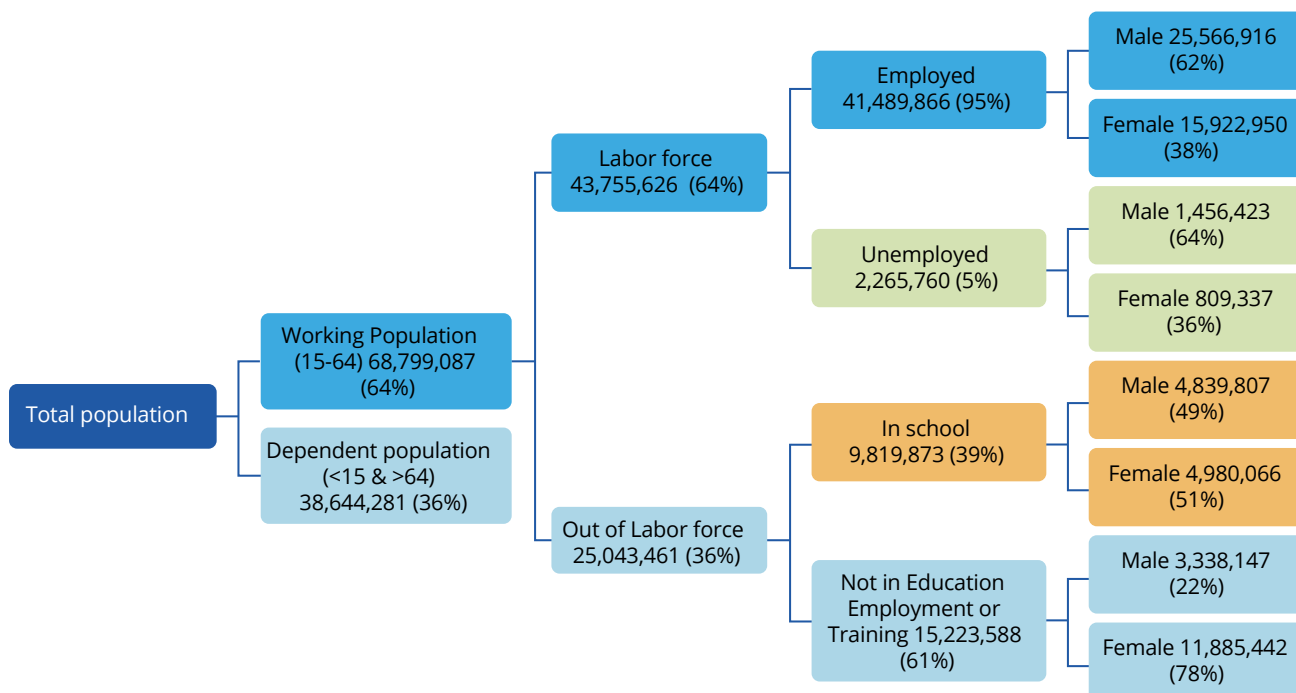 Total population
Working Population
(15-64) 68,799,087
(64%)
Dependent population
(<15 & >64)
38,644,281 (36%)
Labor force
43,755,626 (64%)
Out of Labor force
25,043,461 (36%)
Employed
41,489,866 (95%)
Unemployed
2,265,760 (5%)
In school
9,819,873 (39%)
Not in Education
Employment or
Training 15,223,588
(61%)
Male 25,566,916
(62%)
Female 15,922,950
(38%)
Male 1,456,423
(64%)
Female 809,337
(36%)
Male 4,839,807
(49%)
Female 4,980,066
(51%)
Male 3,338,147
(22%)
Female 11,885,442
(78%)